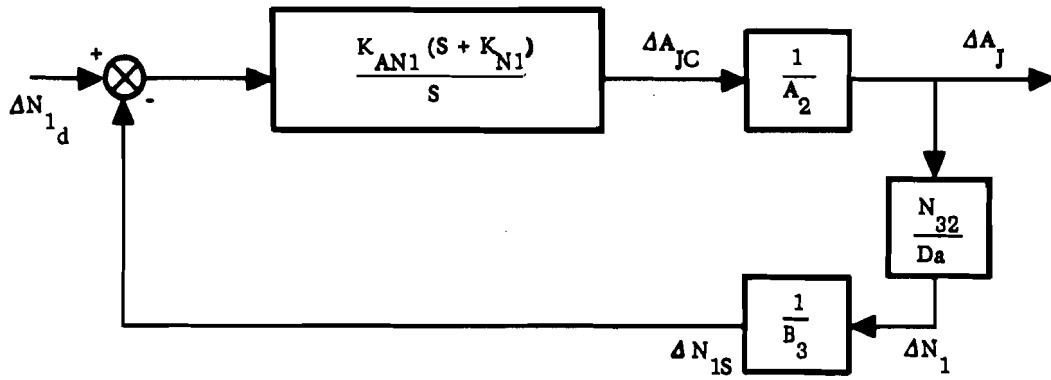 +
-
ΔN1d
KAN1 (S + KN1)
S
ΔAJC
1
A2
ΔAJ
N32
Da
1
B3
ΔN1S
ΔN1